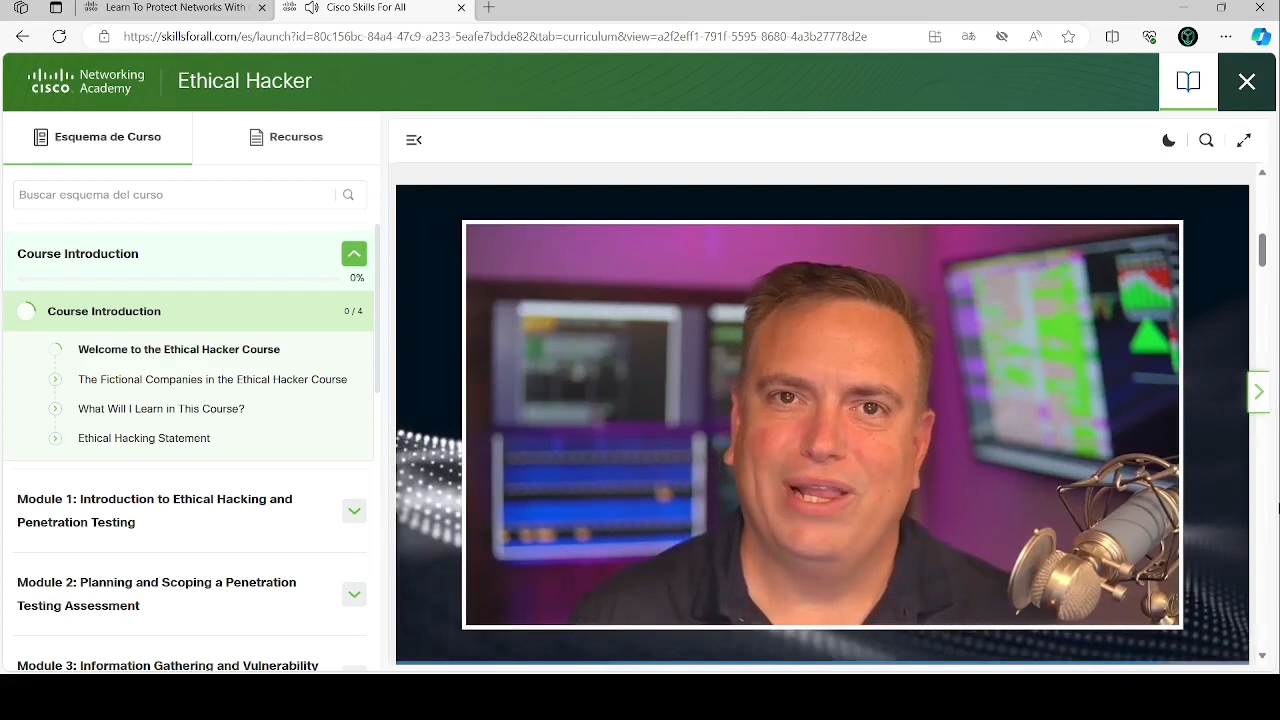 Learn To Protect Networks With
Cisco Skills For All
https://skillsforall.com/es/launch?id=80c156bc-84a4-47c9-a233-5eafe7bdde82&tab=curriculum&view=a2f2eff1-791f-5595-8680-4a3b27778d2e
CISCO Networking Academy
Ethical Hacker
Esquema de Curso
Recursos
Buscar esquema del curso
Course Introduction
0%
Course Introduction
0 / 4
Welcome to the Ethical Hacker Course
The Fictional Companies in the Ethical Hacker Course
What Will I Learn in This Course?
Ethical Hacking Statement
Module 1: Introduction to Ethical Hacking and
Penetration Testing
Module 2: Planning and Scoping a Penetration
Testing Assessment
Module 3: Information Gathering and Vulnerability